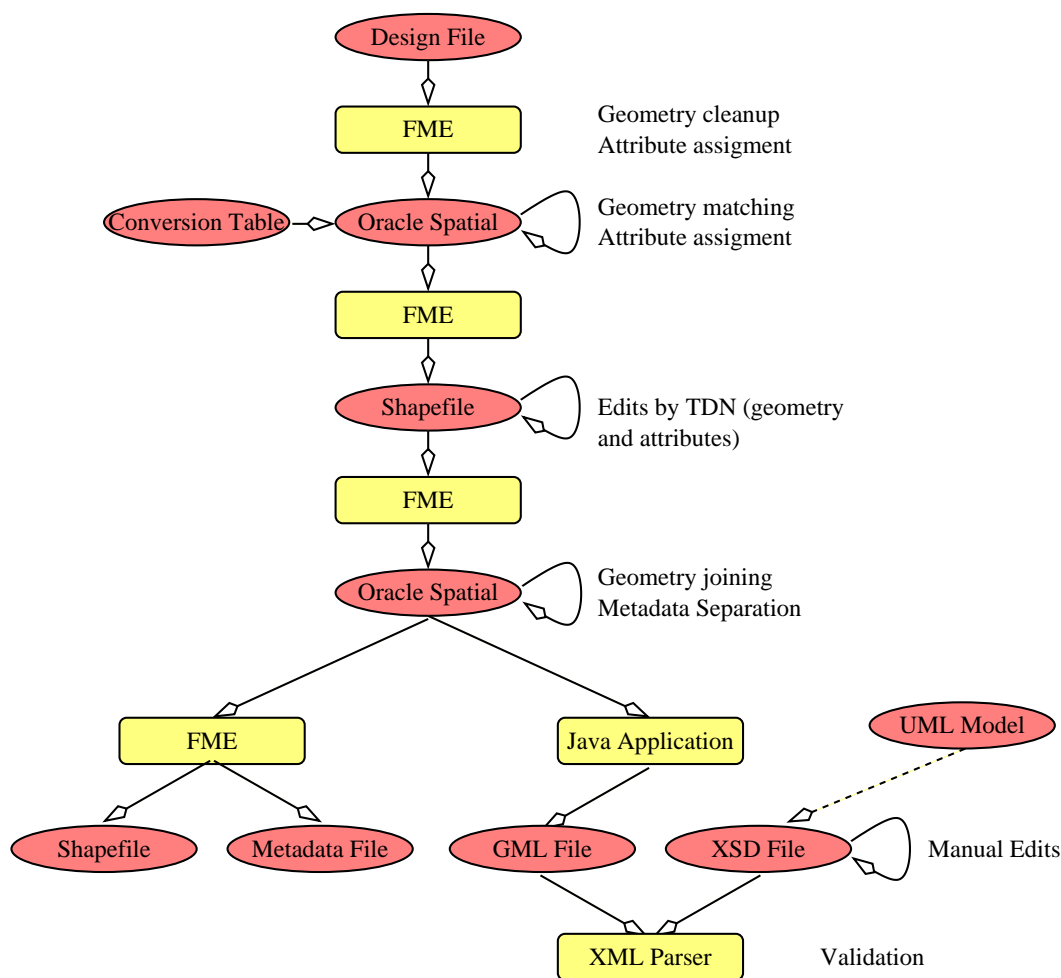 Design File
FME
Geometry cleanup
Attribute assigment
Conversion Table
Oracle Spatial
Geometry matching
Attribute assigment
FME
Shapefile
Edits by TDN (geometry
and attributes)
FME
Oracle Spatial
Geometry joining
Metadata Separation
FME
Java Application
UML Model
Shapefile
Metadata File
GML File
XSD File
Manual Edits
XML Parser
Validation